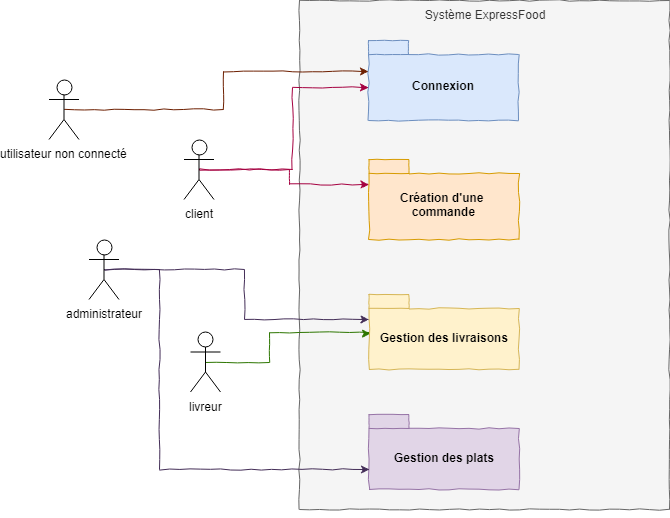 Système ExpressFood
Connexion
utilisateur non connecté
client
Création d'une
commande
administrateur
Gestion des livraisons
livreur
Gestion des plats